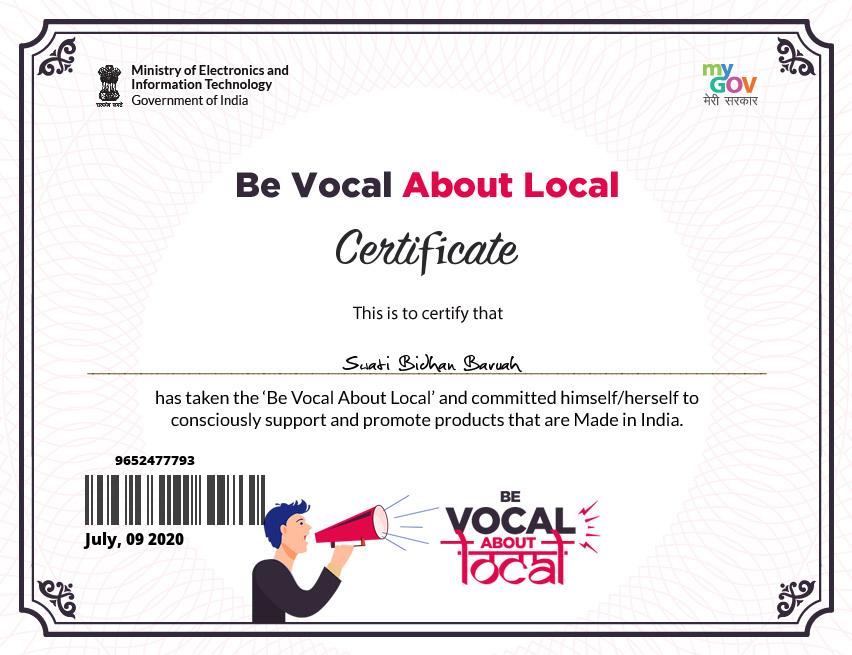 Ministry of Electronics and
Information Technology
Government of India
सत्यमेव जयते
my
GOV
मेरी सरकार
Be Vocal About Local
Certificate
This is to certify that
Swati Bidhan Baruah
has taken the ‘Be Vocal About Local’ and committed himself/herself to
consciously support and promote products that are Made in India.
9652477793
July, 09 2020
BE
VOCAL
ABOUT
local